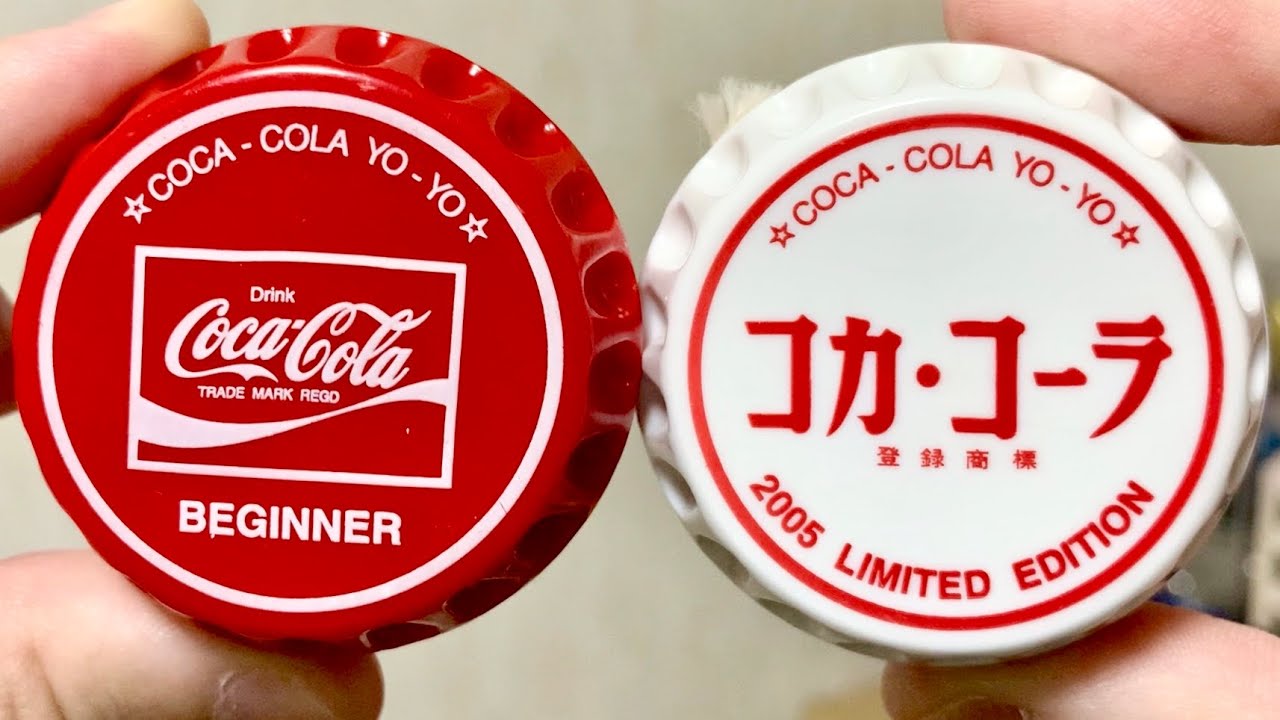 ☆COCA - COLA YO - YO☆
Drink
Coca-Cola
TRADE MARK REGD
BEGINNER
☆COCA - COLA YO - YO☆
コカ・コーラ
登録商標
2005 LIMITED EDITION